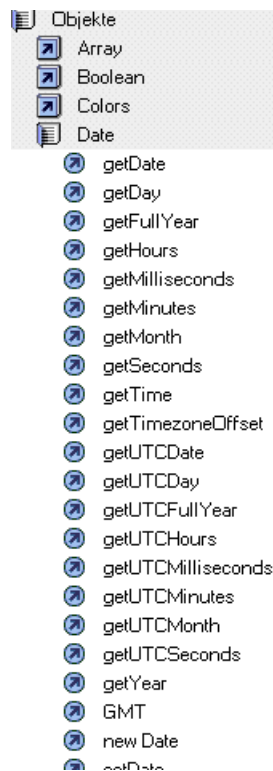 Objekte
Array
Boolean
Colors
Date
getDate
getDay
getFullYear
getHours
getMilliseconds
getMinutes
getMonth
getSeconds
getTime
getTimezoneOffset
getUTCDate
getUTCDay
getUTCFullYear
getUTCHours
getUTCMilliseconds
getUTCMinutes
getUTCMonth
getUTCSeconds
getYear
GMT
new Date